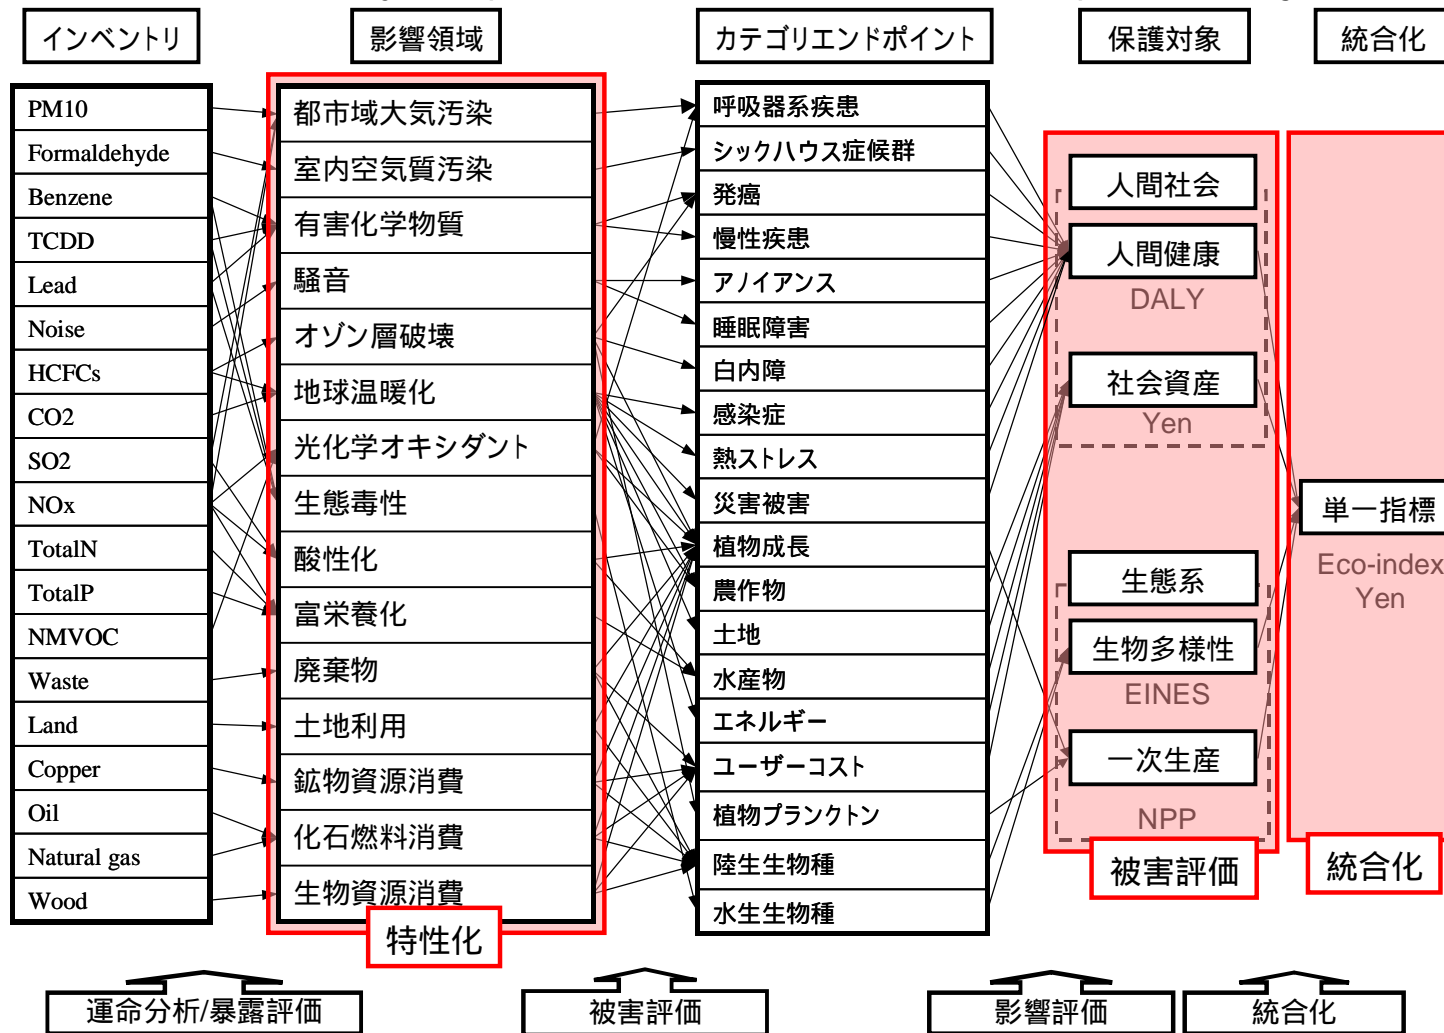 インベントリ
影響領域
カテゴリエンドポイント
保護対象
統合化
PM10
Formaldehyde
Benzene
TCDD
Lead
Noise
HCFCs
CO2
SO2
NOx
TotalN
TotalP
NMVOC
Waste
Land
Copper
Oil
Natural gas
Wood
都市域大気汚染
室内空気質汚染
有害化学物質
騒音
オゾン層破壊
地球温暖化
光化学オキシダント
生態毒性
酸性化
富栄養化
廃棄物
土地利用
鉱物資源消費
化石燃料消費
生物資源消費
特性化
呼吸器系疾患
シックハウス症候群
発癌
慢性疾患
アノイアンス
睡眠障害
白内障
感染症
熱ストレス
災害被害
植物成長
農作物
土地
水産物
エネルギー
ユーザーコスト
植物プランクトン
陸生生物種
水生生物種
人間社会
人間健康
DALY
社会資産
Yen
生態系
生物多様性
EINES
一次生産
NPP
被害評価
単一指標
Eco-index
Yen
統合化
運命分析/暴露評価
被害評価
影響評価
統合化